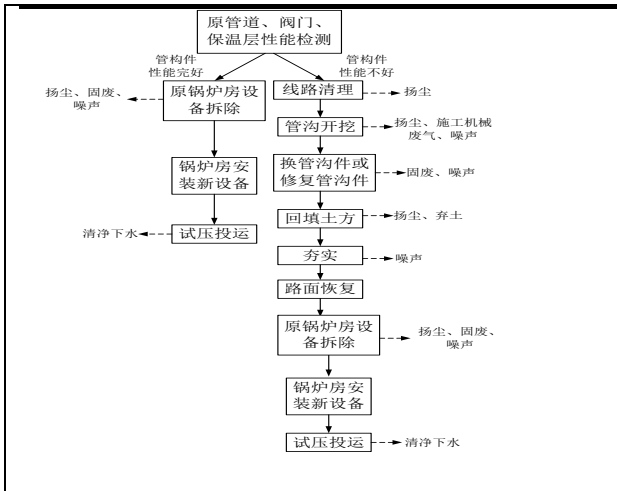 原管道、阀门、
保温层性能检测
管构件
性能完好
管构件
性能不好
扬尘、固废、
噪声
原锅炉房设
备拆除
线路清理
扬尘
管沟开挖
扬尘、施工机械
废气、噪声
锅炉房安
装新设备
换管沟件或
修复管沟件
固废、噪声
清净下水
试压投运
回填土方
扬尘、弃土
夯实
噪声
路面恢复
原锅炉房设
备拆除
扬尘、固废、
噪声
锅炉房安
装新设备
试压投运
清净下水